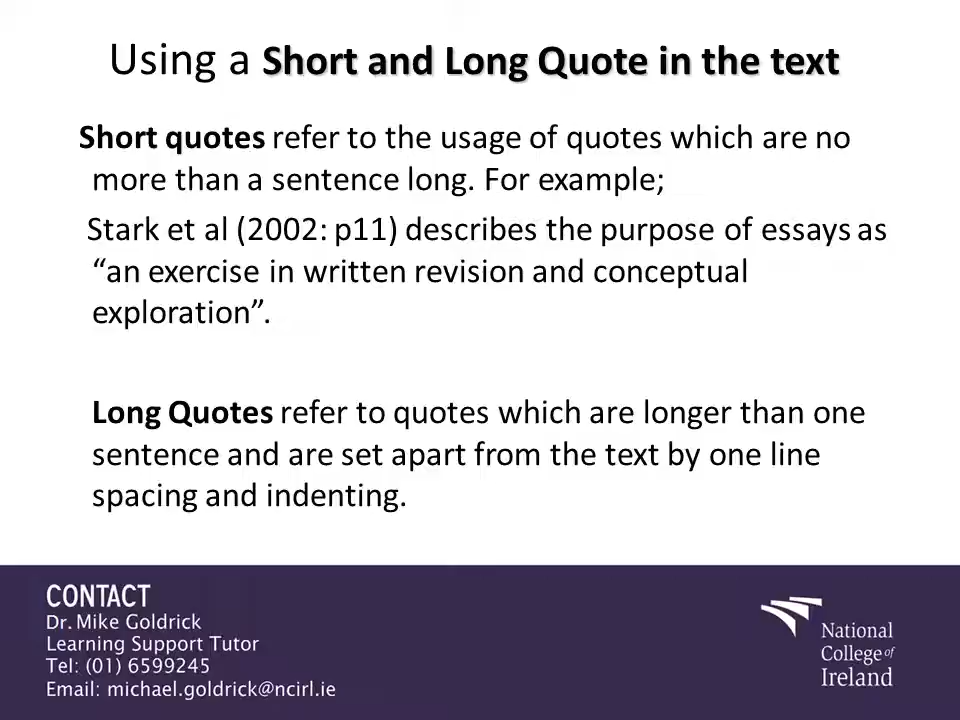 Using a Short and Long Quote in the text
Short quotes refer to the usage of quotes which are no
more than a sentence long. For example;
Stark et al (2002: p11) describes the purpose of essays as
“an exercise in written revision and conceptual
exploration”.
Long Quotes refer to quotes which are longer than one
sentence and are set apart from the text by one line
spacing and indenting.
CONTACT
Dr. Mike Goldrick
Learning Support Tutor
Tel: (01) 6599245
Email: michael.goldrick@ncirl.ie
National
College of
Ireland